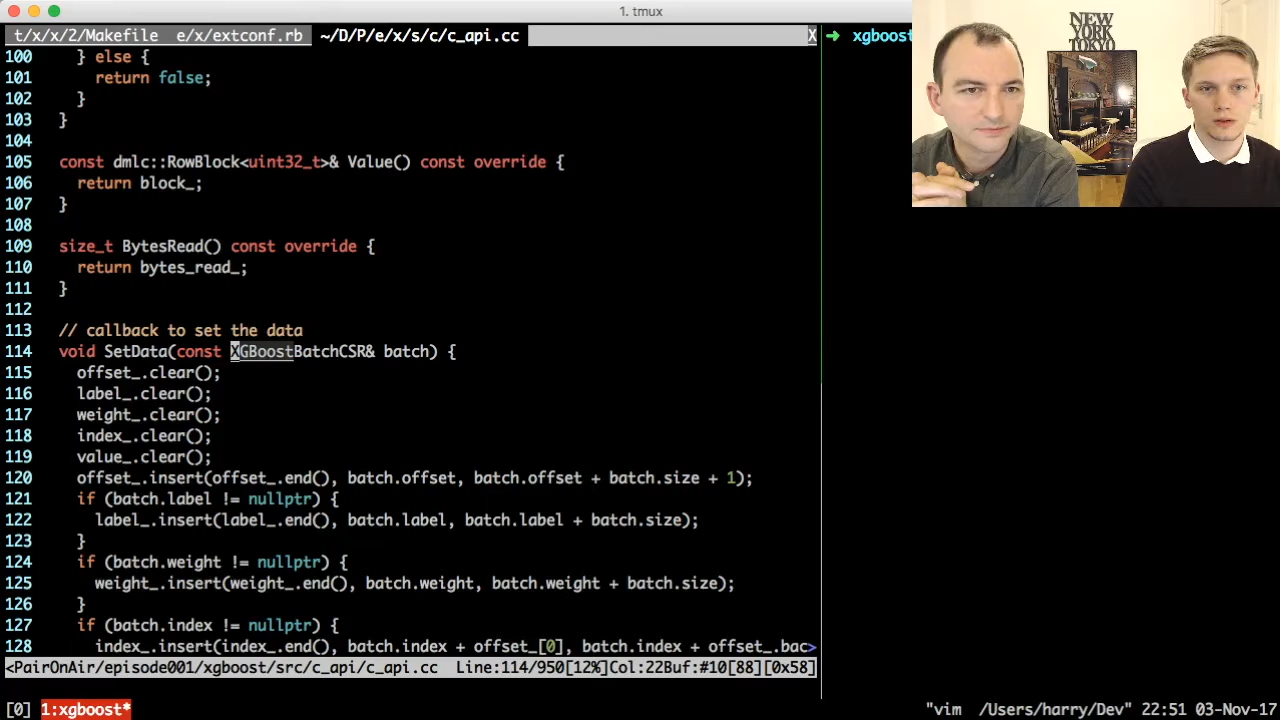 1. tmux
t/x/x/2/Makefile e/x/extconf.rb ~/D/P/e/x/s/c/c_api.cc X
→ xgboost
NEW
YORK
TOKYO
100 } else {
101 return false;
102 }
103 }
104
105 const dmlc::RowBlock<uint32_t>& Value() const override {
106 return block_;
107 }
108
109 size_t BytesRead() const override {
110 return bytes_read_;
111 }
112
113 // callback to set the data
114 void SetData(const XGBoostBatchCSR& batch) {
115 offset_.clear();
116 label_.clear();
117 weight_.clear();
118 index_.clear();
119 value_.clear();
120 offset_.insert(offset_.end(), batch.offset, batch.offset + batch.size + 1);
121 if (batch.label != nullptr) {
122 label_.insert(label_.end(), batch.label, batch.label + batch.size);
123 }
124 if (batch.weight != nullptr) {
125 weight_.insert(weight_.end(), batch.weight, batch.weight + batch.size);
126 }
127 if (batch.index != nullptr) {
128 index_.insert(index_.end(), batch.index + offset_[0], batch.index + offset_.bac>
<PairOnAir/episode001/xgboost/src/c_api/c_api.cc Line:114/950[12%]Col:22Buf:#10[88][0x58]
[0] 1:xgboost* "vim /Users/harry/Dev" 22:51 03-Nov-17